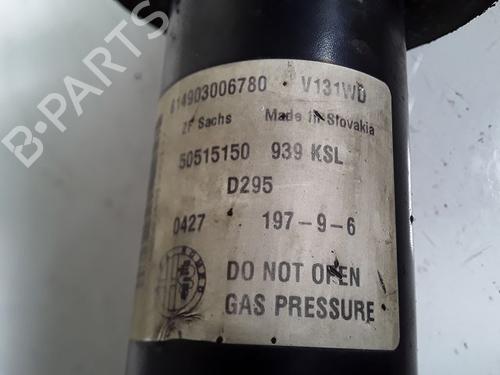 814903006780 V131WD
ZF Sachs Made in Slovakia
50515150 939 KSL
D295
0427 197-9-6
DO NOT OPEN
GAS PRESSURE
B-PARTS